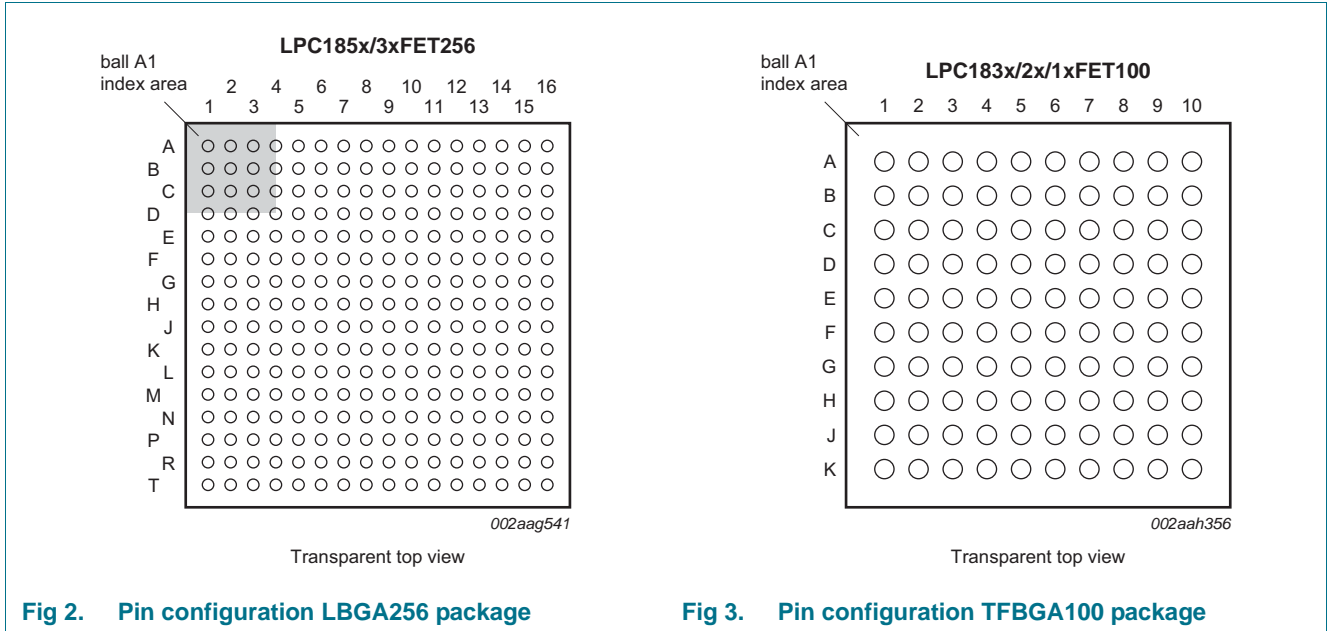 LPC185x/3xFET256
ball A1
index area
2 4 6 8 10 12 14 16
1 3 5 7 9 11 13 15
A
B
C
D
E
F
G
H
J
K
L
M
N
P
R
T
002aag541
Transparent top view
Fig 2. Pin configuration LBGA256 package
LPC183x/2x/1xFET100
ball A1
index area
1 2 3 4 5 6 7 8 9 10
A
B
C
D
E
F
G
H
J
K
002aah356
Transparent top view
Fig 3. Pin configuration TFBGA100 package